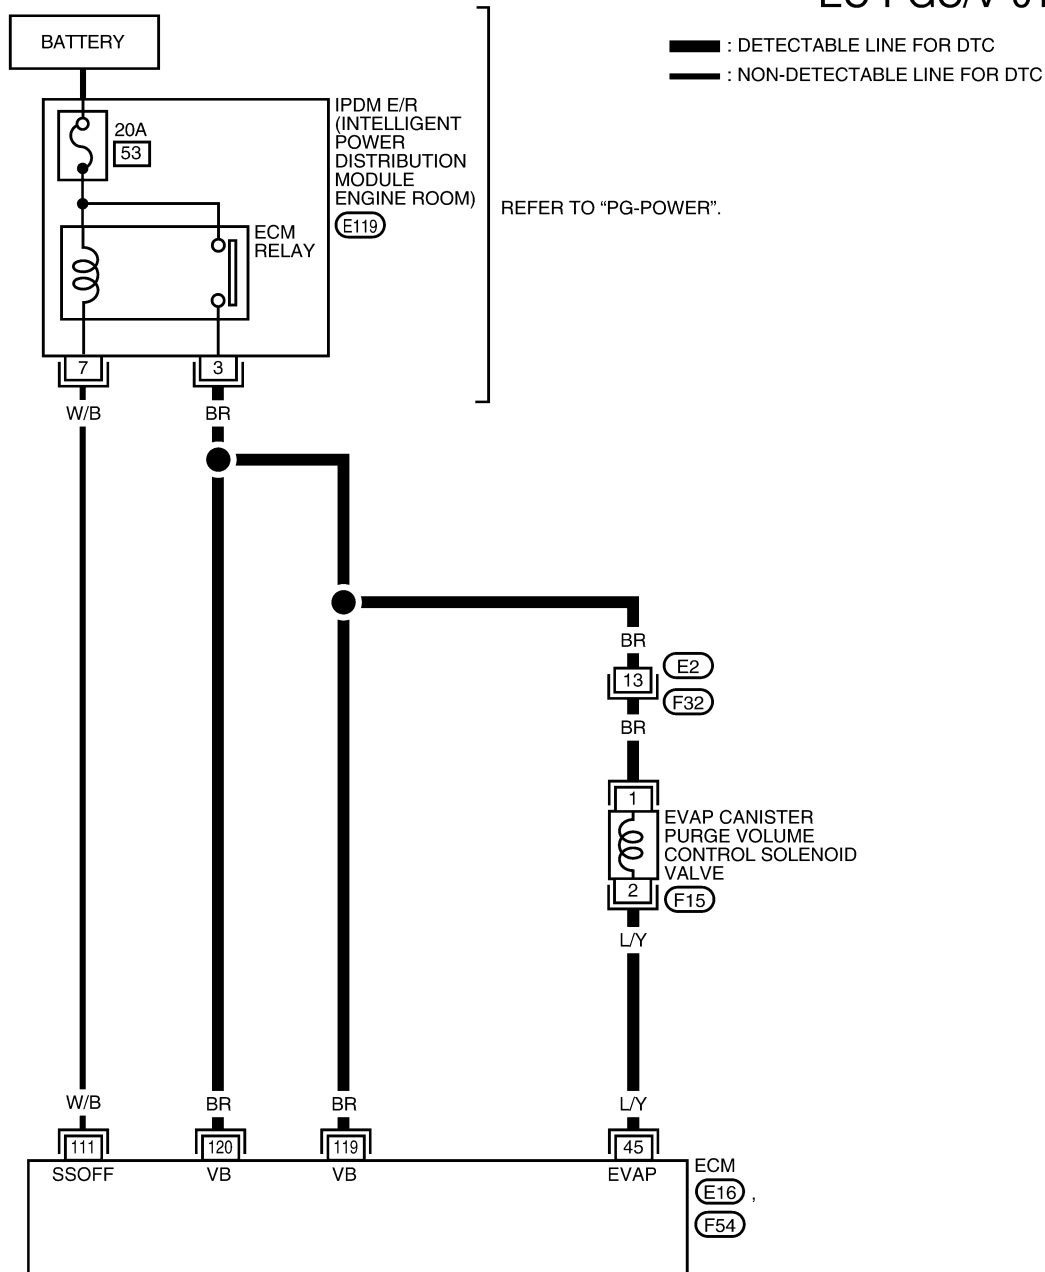 BATTERY
: DETECTABLE LINE FOR DTC
: NON-DETECTABLE LINE FOR DTC
20A
53
IPDM E/R
(INTELLIGENT
POWER
DISTRIBUTION
MODULE
ENGINE ROOM)
E119
REFER TO “PG-POWER”.
ECM
RELAY
7
3
W/B
BR
BR
13
E2
F32
BR
1
EVAP CANISTER
PURGE VOLUME
CONTROL SOLENOID
VALVE
2
F15
L/Y
W/B
BR
BR
L/Y
111
120
119
45
SSOFF
VB
VB
EVAP
ECM
E16 ,
F54